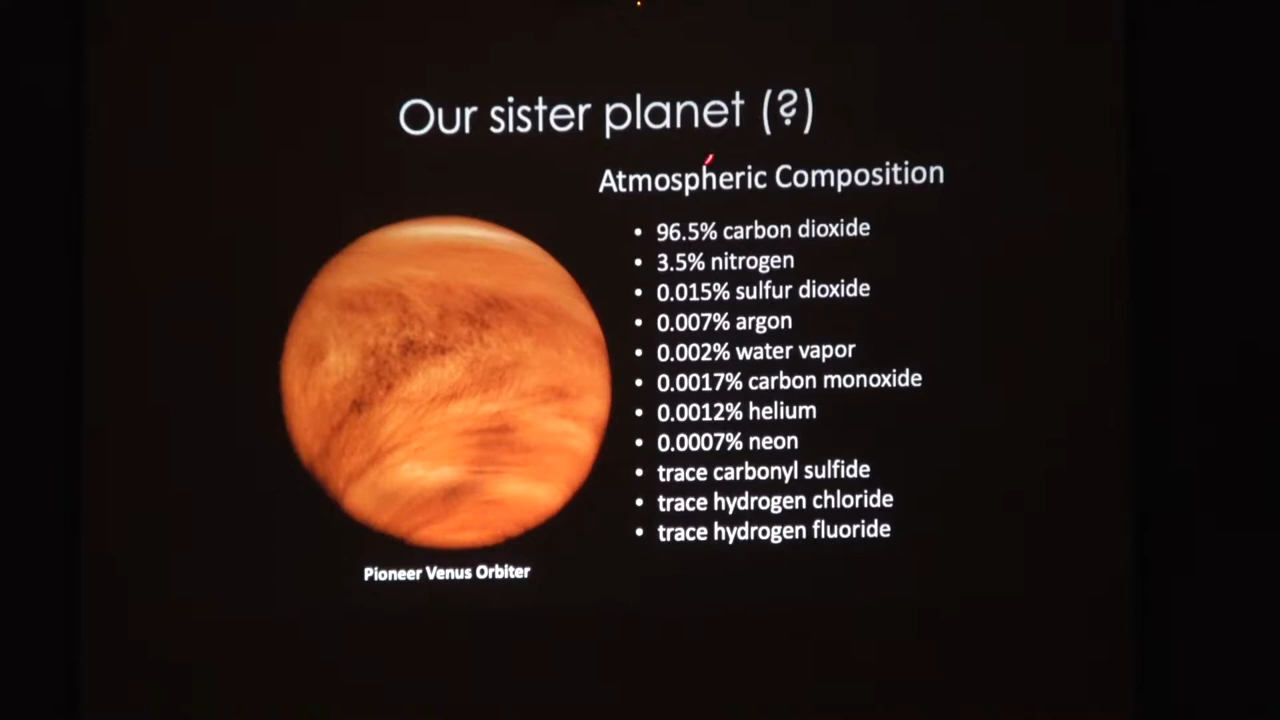 Our sister planet (?)
Atmospheric Composition
• 96.5% carbon dioxide
• 3.5% nitrogen
• 0.015% sulfur dioxide
• 0.007% argon
• 0.002% water vapor
• 0.0017% carbon monoxide
• 0.0012% helium
• 0.0007% neon
• trace carbonyl sulfide
• trace hydrogen chloride
• trace hydrogen fluoride
Pioneer Venus Orbiter